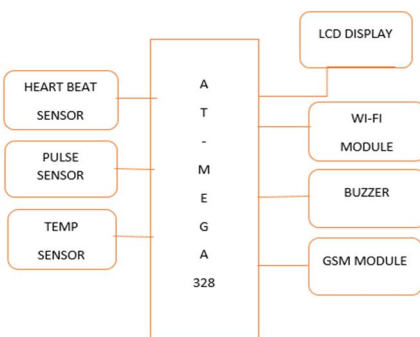 LCD DISPLAY
HEART BEAT
SENSOR
PULSE
SENSOR
TEMP
SENSOR
A
T
-
M
E
G
A
328
WI-FI
MODULE
BUZZER
GSM MODULE